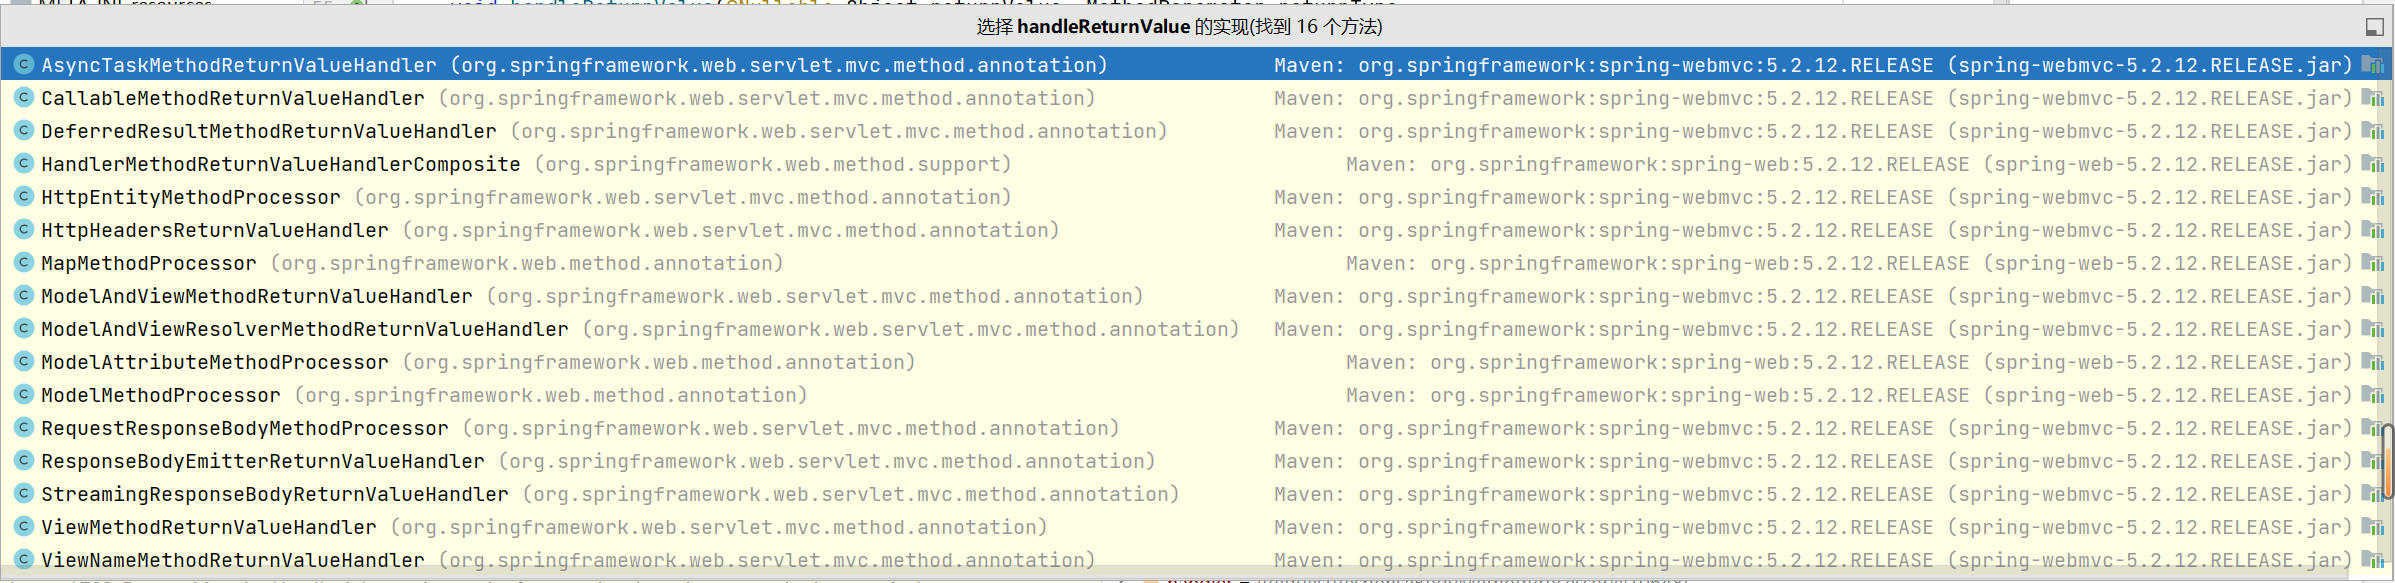 选择 handleReturnValue 的实现(找到 16 个方法)
AsyncTaskMethodReturnValueHandler (org.springframework.web.servlet.mvc.method.annotation) Maven: org.springframework:spring-webmvc:5.2.12.RELEASE (spring-webmvc-5.2.12.RELEASE.jar)
CallableMethodReturnValueHandler (org.springframework.web.servlet.mvc.method.annotation) Maven: org.springframework:spring-webmvc:5.2.12.RELEASE (spring-webmvc-5.2.12.RELEASE.jar)
DeferredResultMethodReturnValueHandler (org.springframework.web.servlet.mvc.method.annotation) Maven: org.springframework:spring-webmvc:5.2.12.RELEASE (spring-webmvc-5.2.12.RELEASE.jar)
HandlerMethodReturnValueHandlerComposite (org.springframework.web.method.support) Maven: org.springframework:spring-web:5.2.12.RELEASE (spring-web-5.2.12.RELEASE.jar)
HttpEntityMethodProcessor (org.springframework.web.servlet.mvc.method.annotation) Maven: org.springframework:spring-webmvc:5.2.12.RELEASE (spring-webmvc-5.2.12.RELEASE.jar)
HttpHeadersReturnValueHandler (org.springframework.web.servlet.mvc.method.annotation) Maven: org.springframework:spring-webmvc:5.2.12.RELEASE (spring-webmvc-5.2.12.RELEASE.jar)
MapMethodProcessor (org.springframework.web.method.annotation) Maven: org.springframework:spring-web:5.2.12.RELEASE (spring-web-5.2.12.RELEASE.jar)
ModelAndViewMethodReturnValueHandler (org.springframework.web.servlet.mvc.method.annotation) Maven: org.springframework:spring-webmvc:5.2.12.RELEASE (spring-webmvc-5.2.12.RELEASE.jar)
ModelAndViewResolverMethodReturnValueHandler (org.springframework.web.servlet.mvc.method.annotation) Maven: org.springframework:spring-webmvc:5.2.12.RELEASE (spring-webmvc-5.2.12.RELEASE.jar)
ModelAttributeMethodProcessor (org.springframework.web.method.annotation) Maven: org.springframework:spring-web:5.2.12.RELEASE (spring-web-5.2.12.RELEASE.jar)
ModelMethodProcessor (org.springframework.web.method.annotation) Maven: org.springframework:spring-web:5.2.12.RELEASE (spring-web-5.2.12.RELEASE.jar)
RequestResponseBodyMethodProcessor (org.springframework.web.servlet.mvc.method.annotation) Maven: org.springframework:spring-webmvc:5.2.12.RELEASE (spring-webmvc-5.2.12.RELEASE.jar)
ResponseBodyEmitterReturnValueHandler (org.springframework.web.servlet.mvc.method.annotation) Maven: org.springframework:spring-webmvc:5.2.12.RELEASE (spring-webmvc-5.2.12.RELEASE.jar)
StreamingResponseBodyReturnValueHandler (org.springframework.web.servlet.mvc.method.annotation) Maven: org.springframework:spring-webmvc:5.2.12.RELEASE (spring-webmvc-5.2.12.RELEASE.jar)
ViewMethodReturnValueHandler (org.springframework.web.servlet.mvc.method.annotation) Maven: org.springframework:spring-webmvc:5.2.12.RELEASE (spring-webmvc-5.2.12.RELEASE.jar)
ViewNameMethodReturnValueHandler (org.springframework.web.servlet.mvc.method.annotation) Maven: org.springframework:spring-webmvc:5.2.12.RELEASE (spring-webmvc-5.2.12.RELEASE.jar)